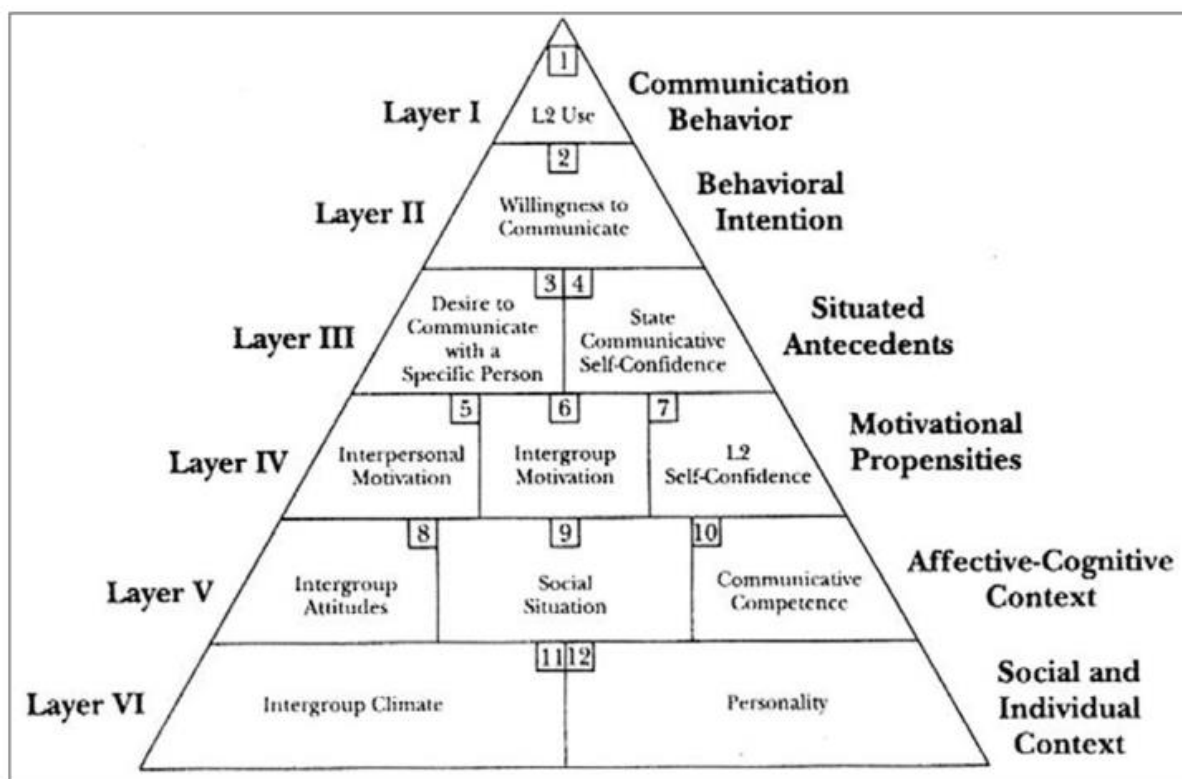 1
Layer I
L2 Use
Communication
Behavior
2
Layer II
Willingness to
Communicate
Behavioral
Intention
3 4
Layer III
Desire to
Communicate
with a
Specific Person
State
Communicative
Self-Confidence
Situated
Antecedents
5 6 7
Layer IV
Interpersonal
Motivation
Intergroup
Motivation
L2
Self-Confidence
Motivational
Propensities
8 9 10
Layer V
Intergroup
Attitudes
Social
Situation
Communicative
Competence
Affective-Cognitive
Context
11 12
Layer VI
Intergroup Climate
Personality
Social and
Individual
Context